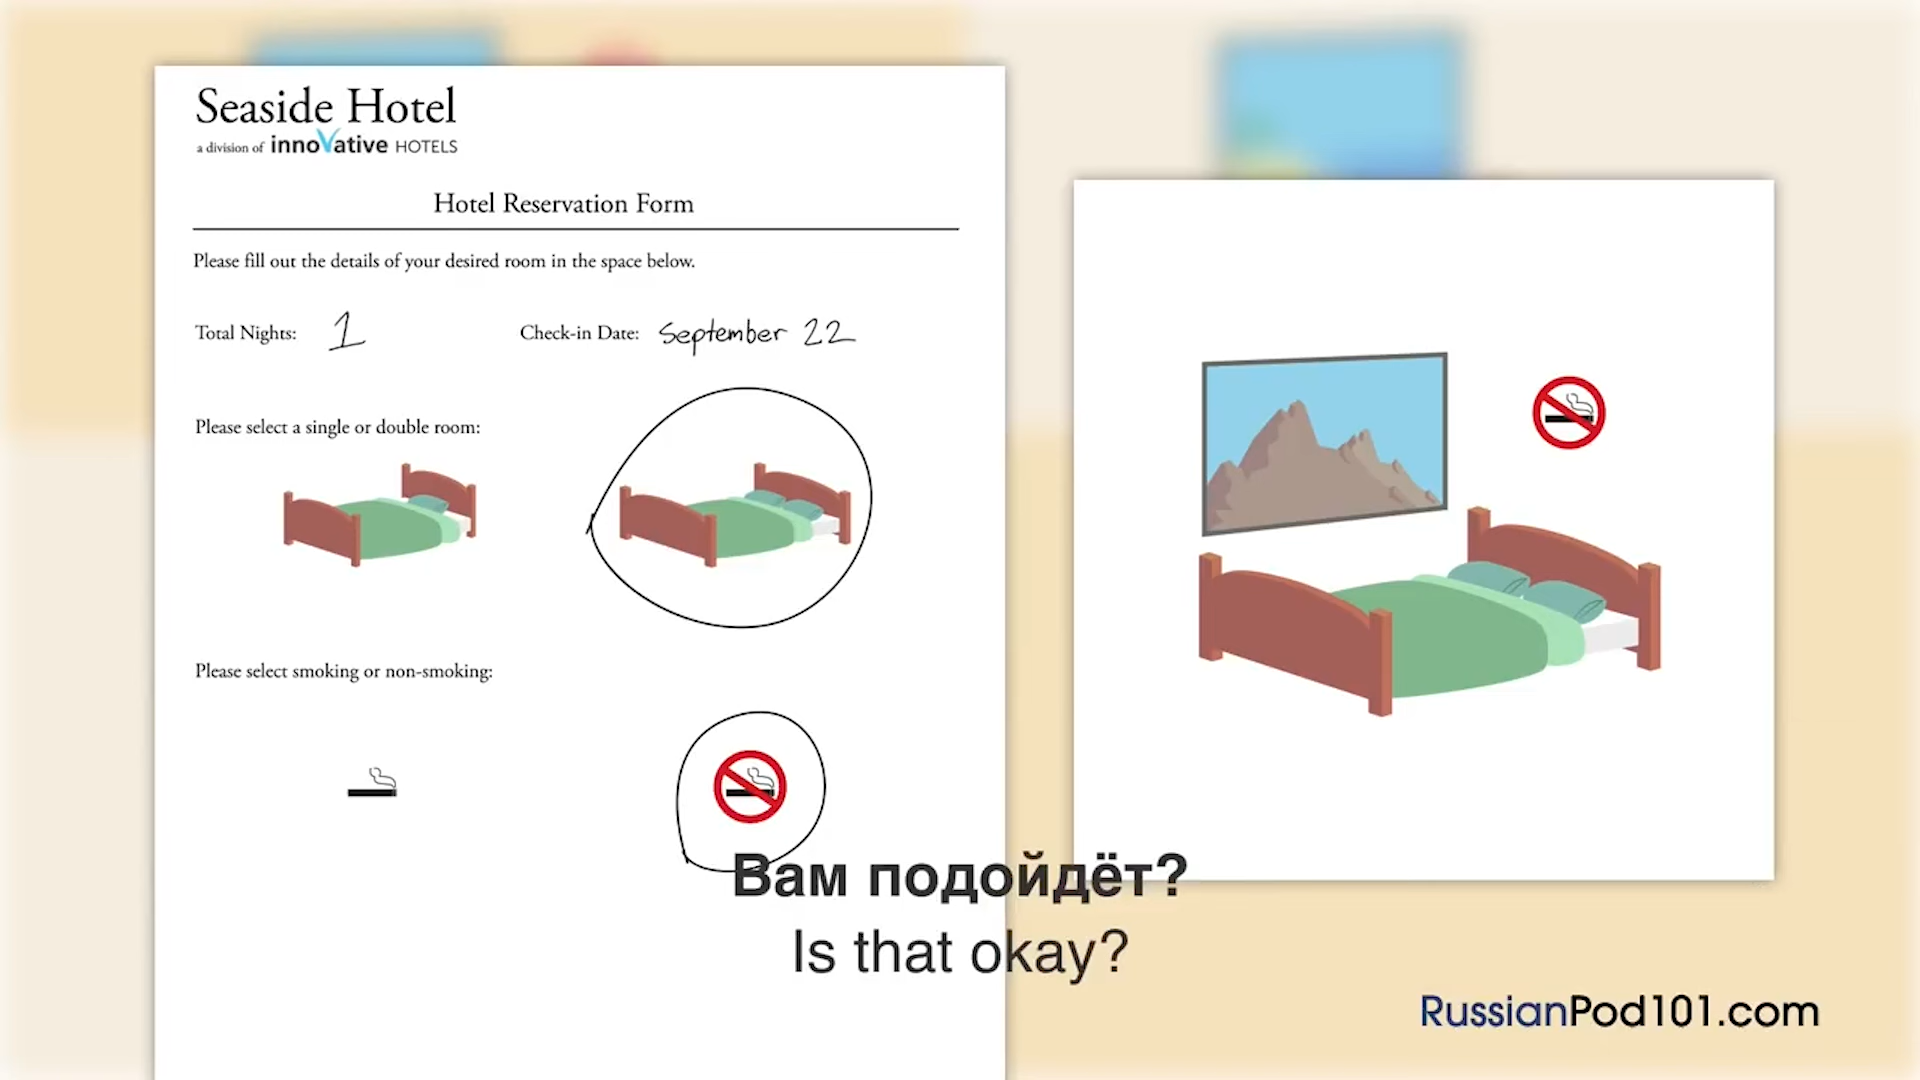 Seaside Hotel
a division of innoVative HOTELS
Hotel Reservation Form
Please fill out the details of your desired room in the space below.
Total Nights: 1 Check-in Date: September 22
Please select a single or double room:
Please select smoking or non-smoking:
Вам подойдёт?
Is that okay?
RussianPod101.com